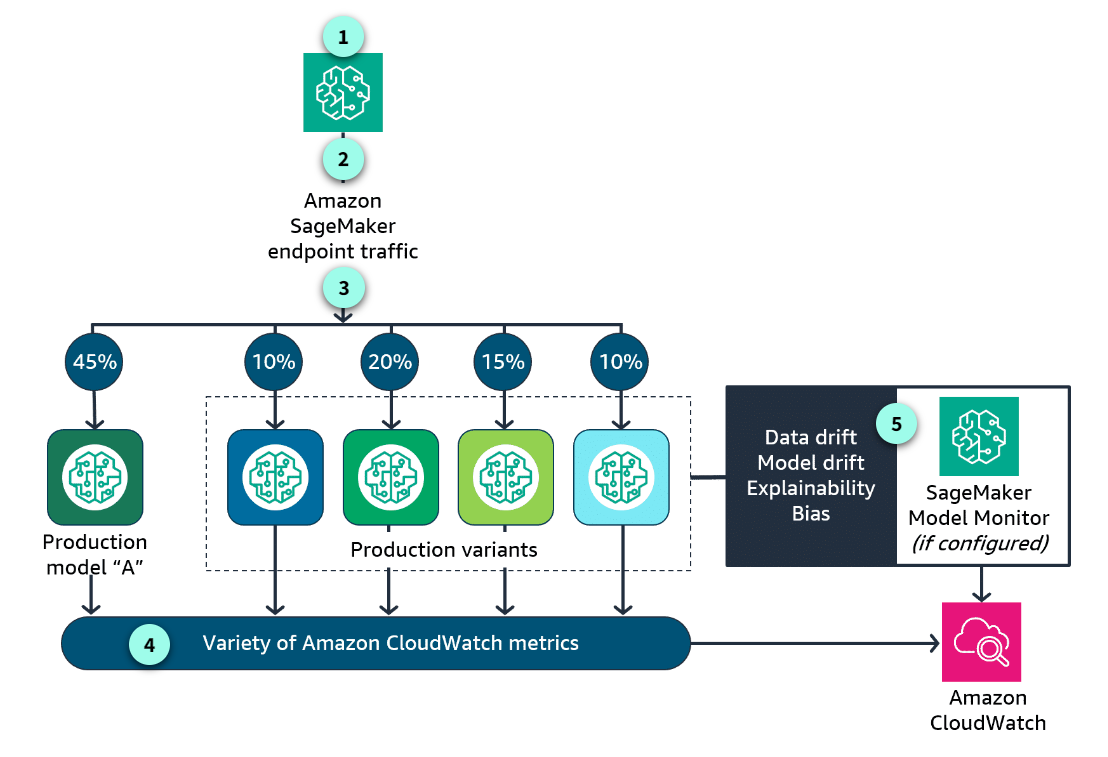 1
2
Amazon
SageMaker
endpoint traffic
3
45%
10%
20%
15%
10%
5
Data drift
Model drift
Explainability
Bias
SageMaker
Model Monitor
(if configured)
Production
model “A”
Production variants
4
Variety of Amazon CloudWatch metrics
Amazon
CloudWatch